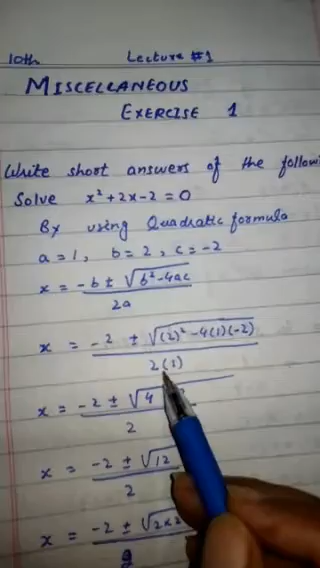 10th Lecture #1
MISCELLANEOUS
EXERCISE 1
Write short answers of the
Solve x² + 2x - 2 = 0
By using Quadratic formula
a = 1, b = 2, c = -2
x = (-b ± √(b² - 4ac)) / 2a
x = (-2 ± √((2)² - 4(1)(-2))) / 2(1)
x = (-2 ± √4 / 2
x = (-2 ± √12) / 2
x = (-2 ± √2×2 / 2